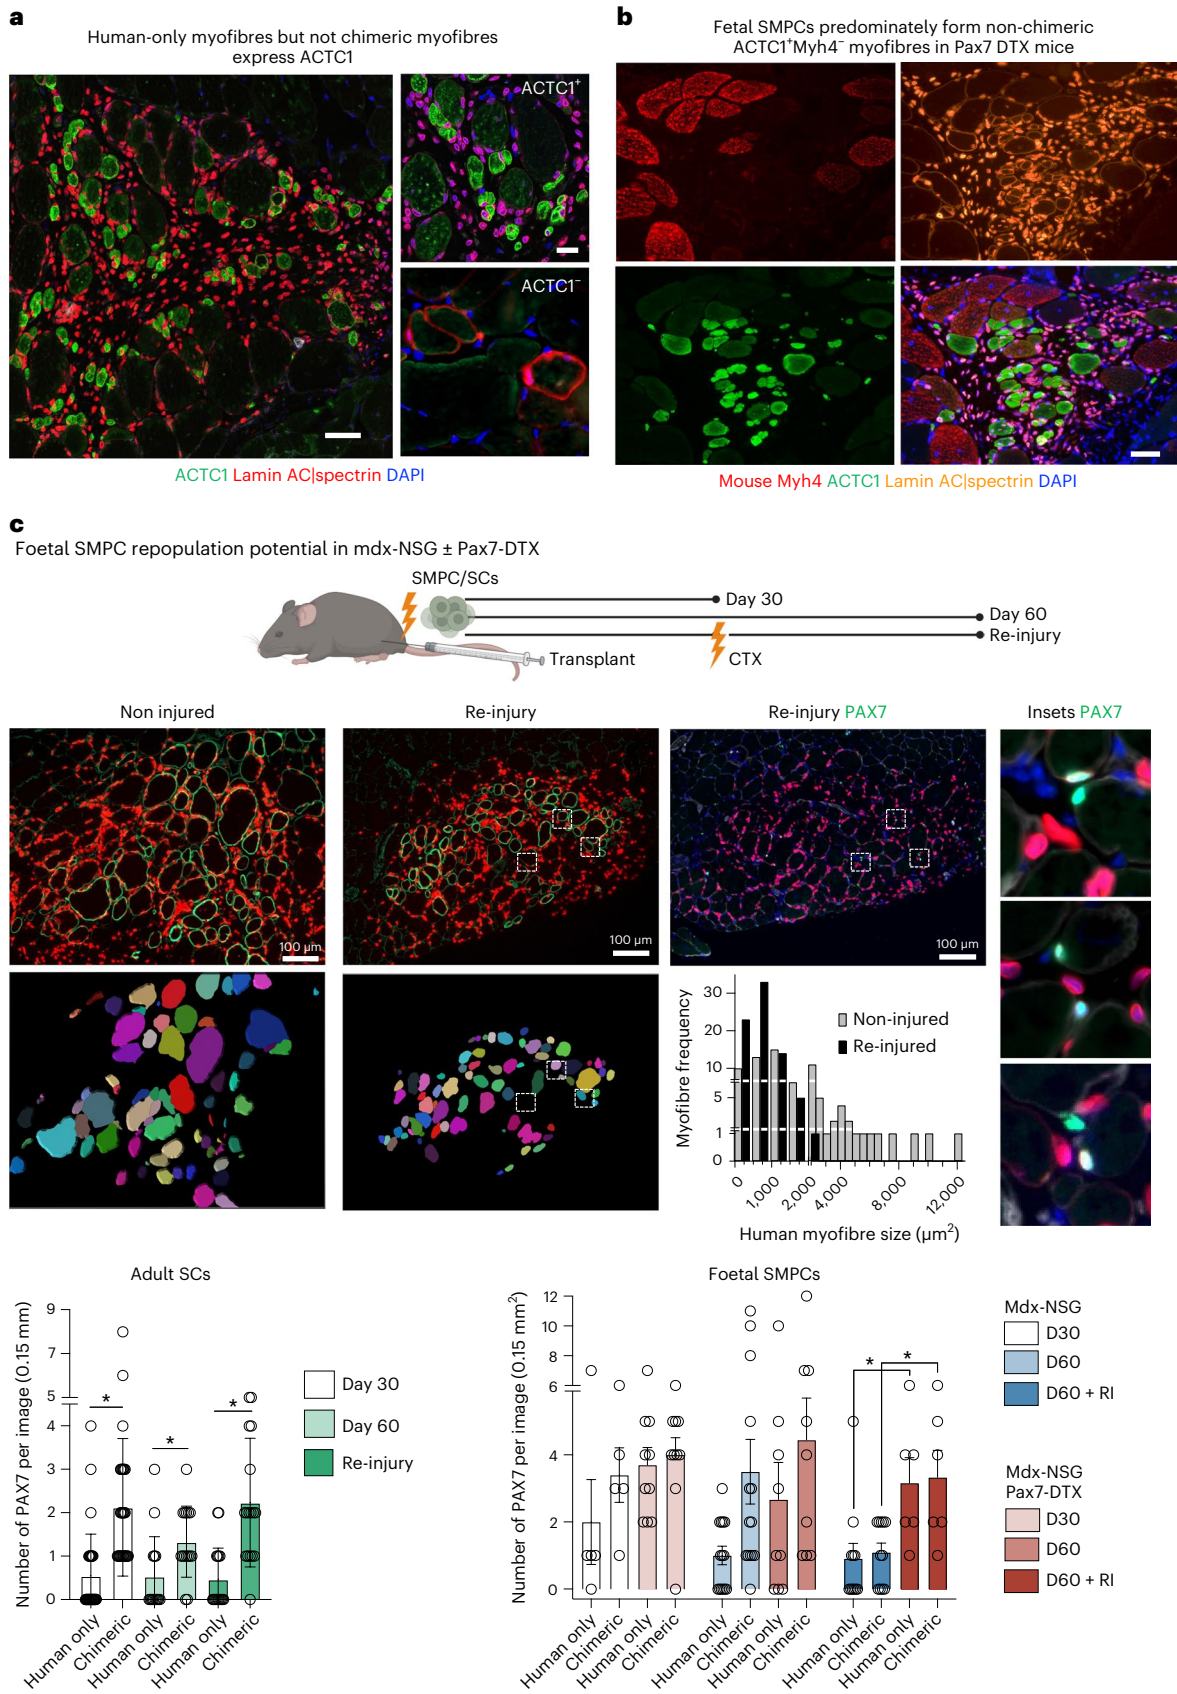 a
Human-only myofibres but not chimeric myofibres
express ACTC1
ACTC1+
ACTC1−
ACTC1 Lamin AC|spectrin DAPI
b
Fetal SMPCs predominately form non-chimeric
ACTC1+Myh4− myofibres in Pax7 DTX mice
Mouse Myh4 ACTC1 Lamin AC|spectrin DAPI
c
Foetal SMPC repopulation potential in mdx-NSG ± Pax7-DTX
SMPC/SCs
Day 30
Day 60
Re-injury
Transplant
CTX
Non injured
Re-injury
Re-injury PAX7
Insets PAX7
100 µm
100 µm
100 µm
Myofibre frequency
30
20
10
5
1
0
Non-injured
Re-injured
0
1,000
2,000
4,000
8,000
12,000
Human myofibre size (µm²)
Adult SCs
Number of PAX7 per image (0.15 mm)
9
7
5
4
3
2
1
0
*
*
*
Human only
Chimeric
Human only
Chimeric
Human only
Chimeric
Day 30
Day 60
Re-injury
Foetal SMPCs
Number of PAX7 per image (0.15 mm²)
12
10
8
6
4
2
0
*
*
Human only
Chimeric
Human only
Chimeric
Human only
Chimeric
Human only
Chimeric
Human only
Chimeric
Human only
Chimeric
Mdx-NSG
D30
D60
D60 + RI
Mdx-NSG
Pax7-DTX
D30
D60
D60 + RI